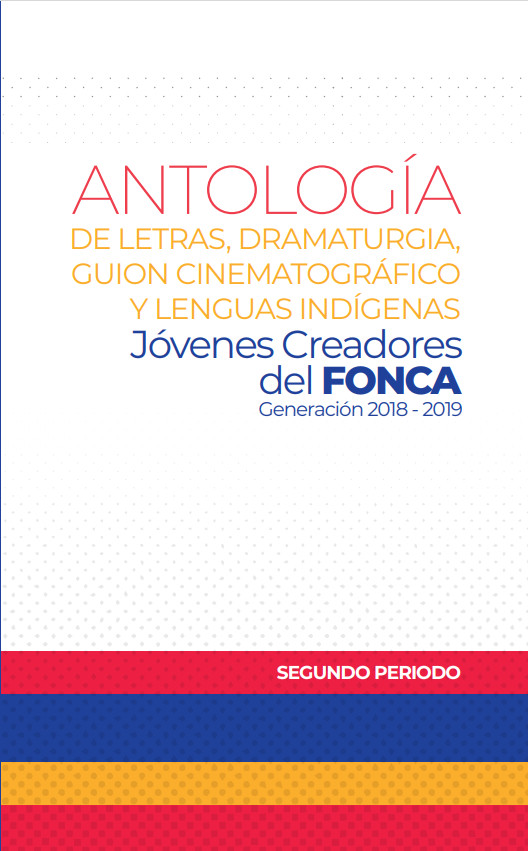 ANTOLOGÍA
DE LETRAS, DRAMATURGIA,
GUION CINEMATOGRÁFICO
Y LENGUAS INDÍGENAS
Jóvenes Creadores
del FONCA
Generación 2018 - 2019
SEGUNDO PERIODO